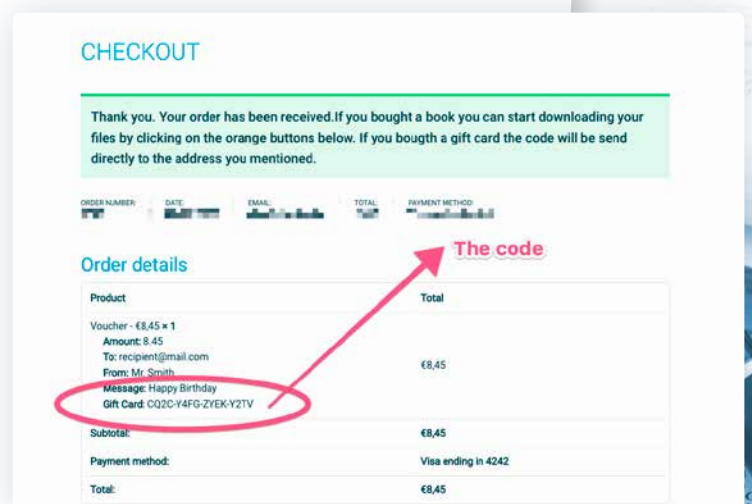 CHECKOUT
Thank you. Your order has been received.If you bought a book you can start downloading your
files by clicking on the orange buttons below. If you bougth a gift card the code will be send
directly to the address you mentioned.
ORDER NUMBER: DATE: EMAIL: TOTAL: PAYMENT METHOD:
The code
Order details
Product Total
Voucher - €8,45 × 1
Amount: 8.45
To: recipient@mail.com
From: Mr. Smith
€8,45
Message: Happy Birthday
Gift Card: CQ2C-Y4FG-ZYEK-Y2TV
Subtotal: €8,45
Payment method: Visa ending in 4242
Total: €8,45